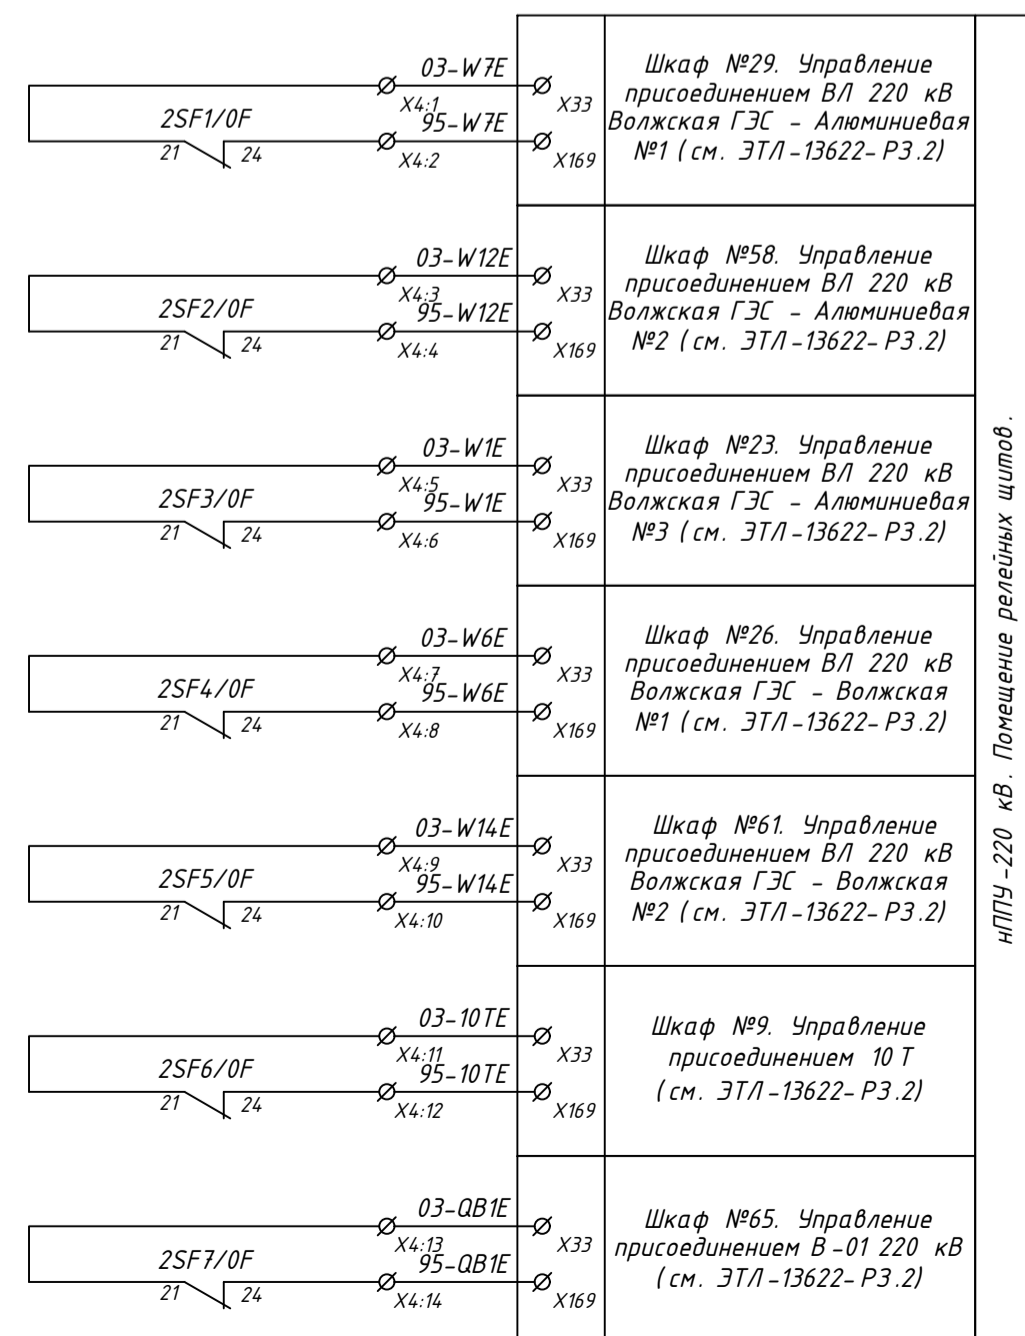 03-W7E
X4:1
2SF1/0F
95-W7E
21 24
X4:2
X33
X169
Шкаф №29. Управление
присоединением ВЛ 220 кВ
Волжская ГЭС - Алюминиевая
№1 (см. ЭТЛ-13622-РЗ.2)
03-W12E
X4:3
2SF2/0F
95-W12E
21 24
X4:4
X33
X169
Шкаф №58. Управление
присоединением ВЛ 220 кВ
Волжская ГЭС - Алюминиевая
№2 (см. ЭТЛ-13622-РЗ.2)
03-W1E
X4:5
2SF3/0F
95-W1E
21 24
X4:6
X33
X169
Шкаф №23. Управление
присоединением ВЛ 220 кВ
Волжская ГЭС - Алюминиевая
№3 (см. ЭТЛ-13622-РЗ.2)
03-W6E
X4:7
2SF4/0F
95-W6E
21 24
X4:8
X33
X169
Шкаф №26. Управление
присоединением ВЛ 220 кВ
Волжская ГЭС - Волжская
№1 (см. ЭТЛ-13622-РЗ.2)
03-W14E
X4:9
2SF5/0F
95-W14E
21 24
X4:10
X33
X169
Шкаф №61. Управление
присоединением ВЛ 220 кВ
Волжская ГЭС - Волжская
№2 (см. ЭТЛ-13622-РЗ.2)
03-10TE
X4:11
2SF6/0F
95-10TE
21 24
X4:12
X33
X169
Шкаф №9. Управление
присоединением 10 Т
(см. ЭТЛ-13622-РЗ.2)
03-QB1E
X4:13
2SF7/0F
95-QB1E
21 24
X4:14
X33
X169
Шкаф №65. Управление
присоединением В-01 220 кВ
(см. ЭТЛ-13622-РЗ.2)
нППУ-220 кВ. Помещение релейных щитов.